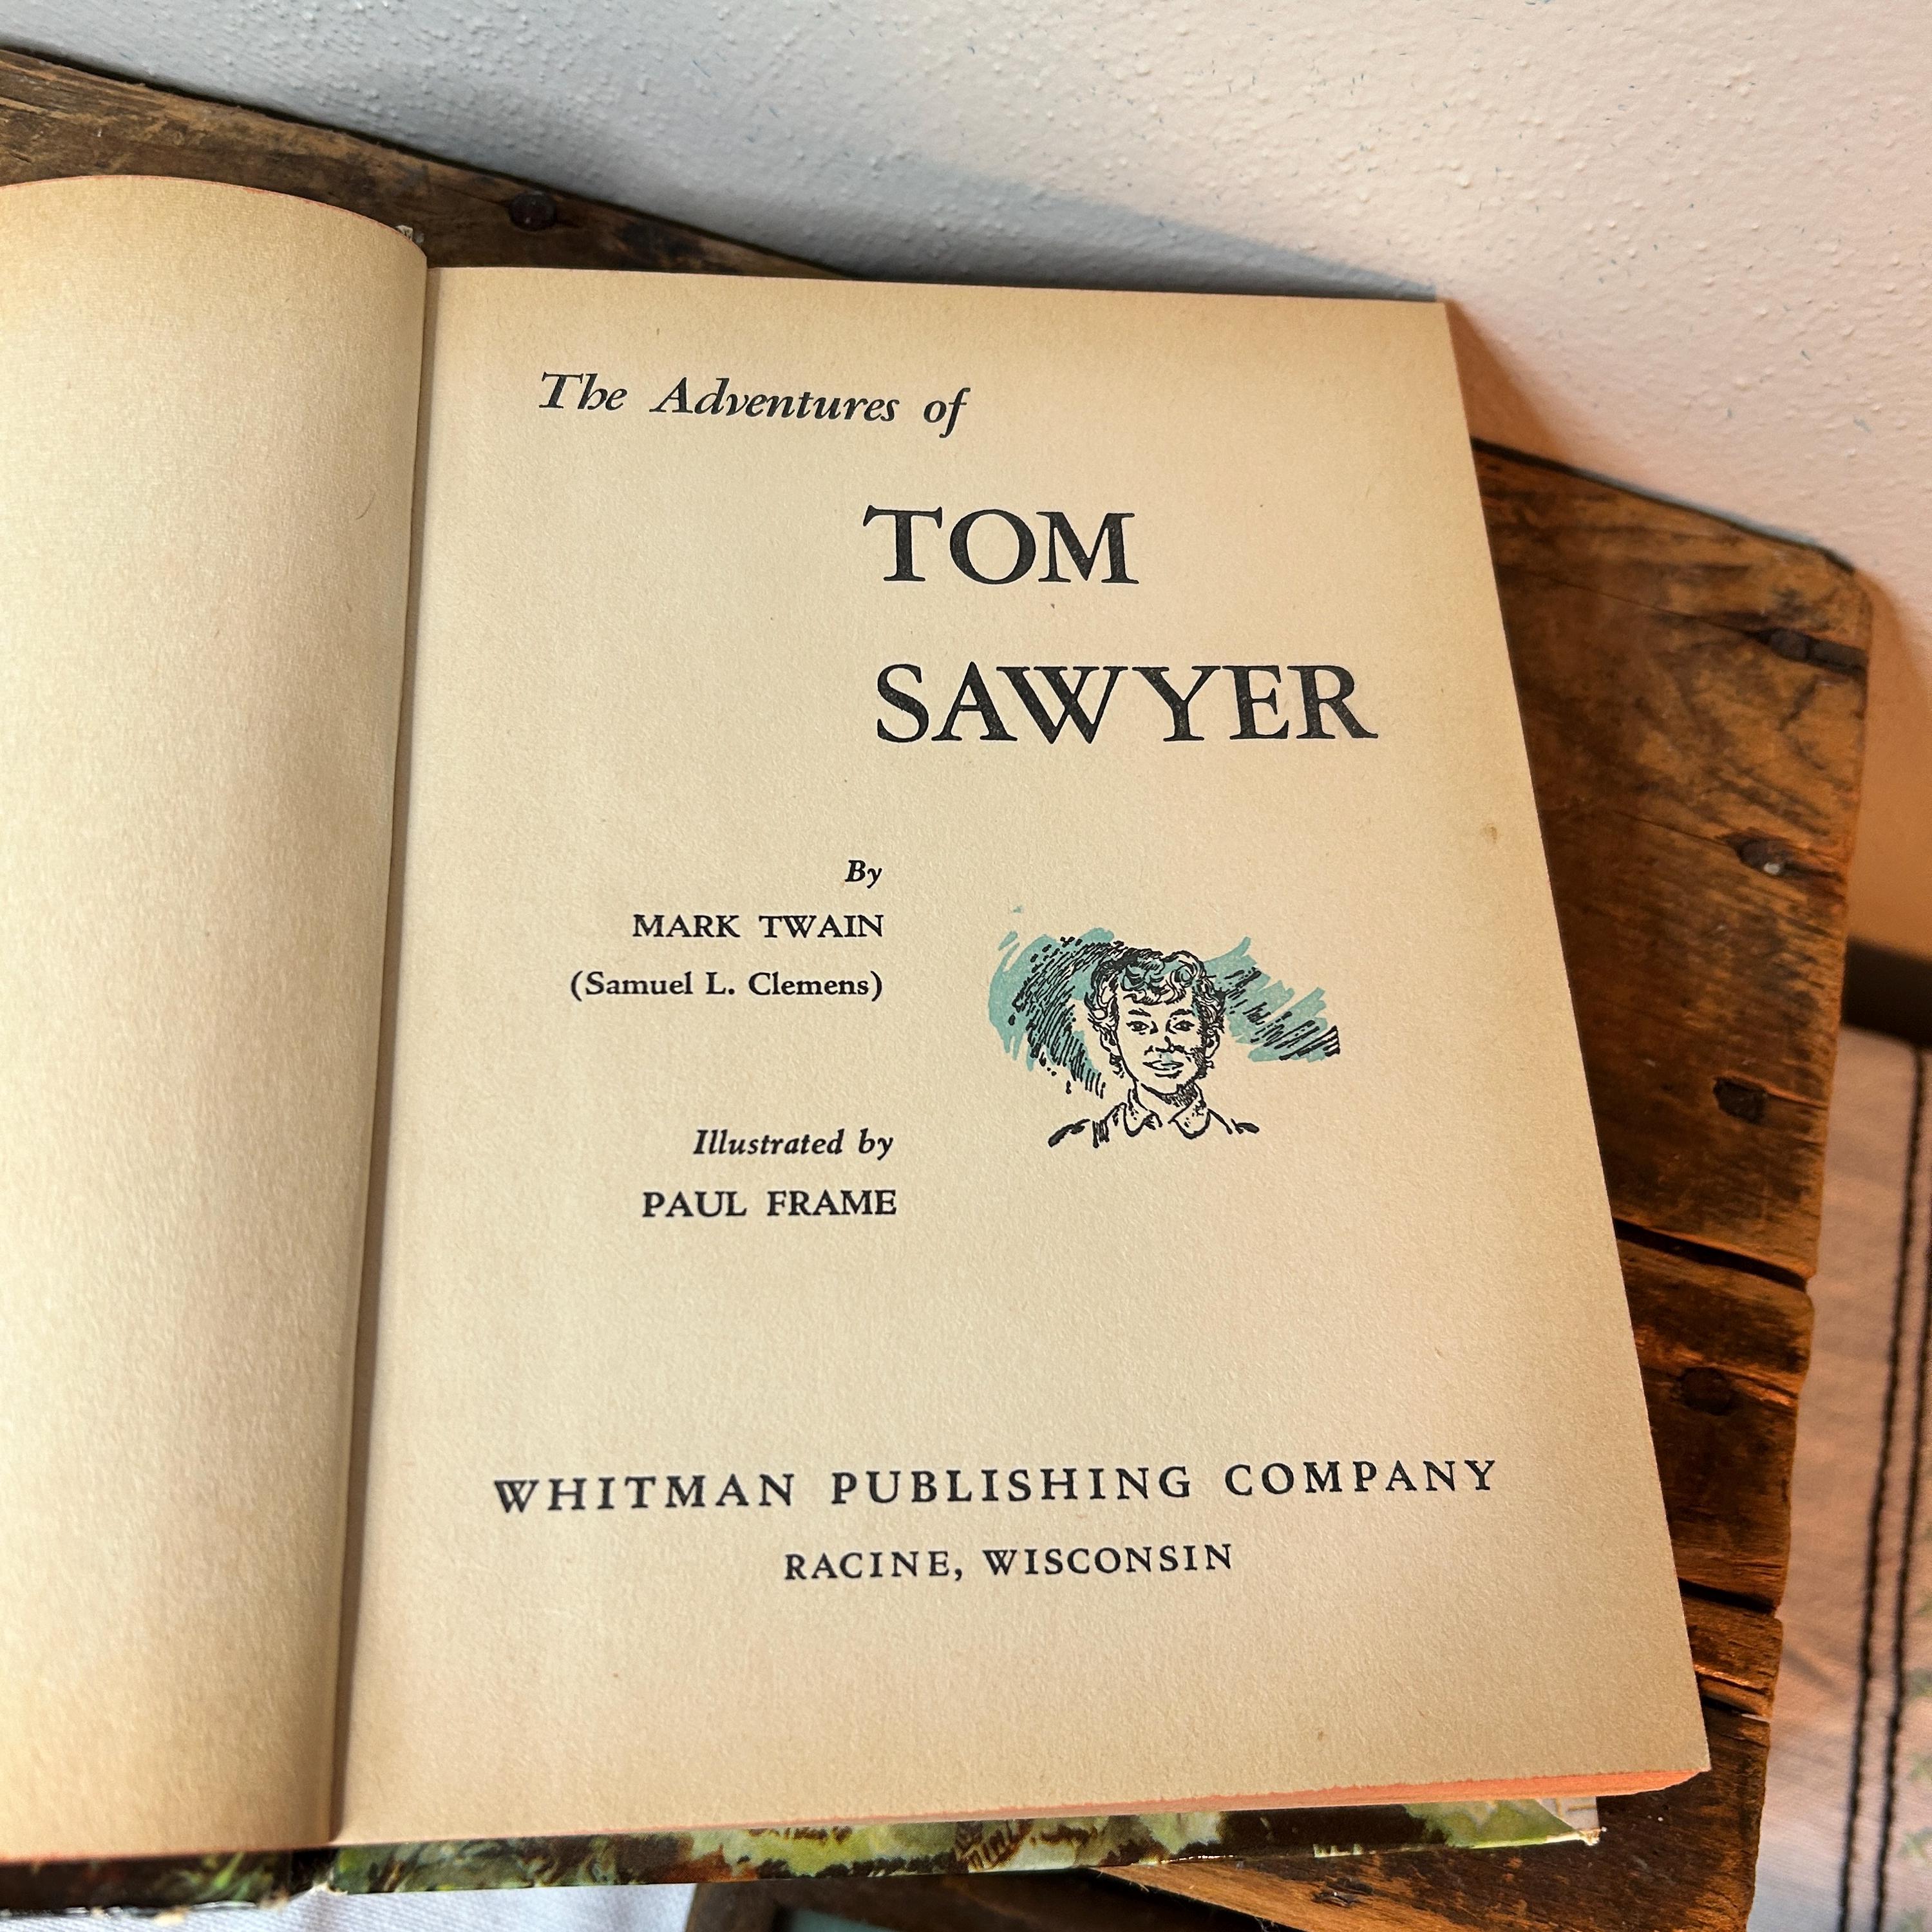 The Adventures of
TOM
SAWYER
By
MARK TWAIN
(Samuel L. Clemens)
Illustrated by
PAUL FRAME
WHITMAN PUBLISHING COMPANY
RACINE, WISCONSIN